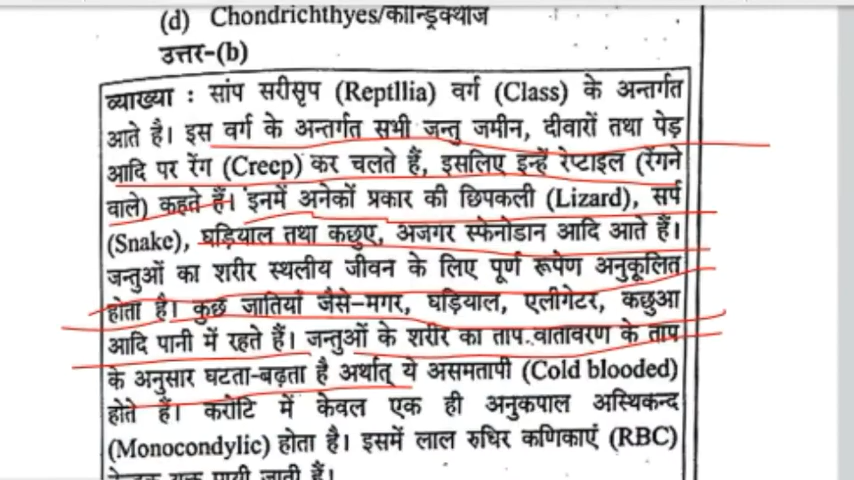 (d) Chondrichthyes/कॉन्ड्रिक्थीज
उत्तर-(b)
व्याख्या : सांप सरीसृप (Reptllia) वर्ग (Class) के अन्तर्गत
आते है। इस वर्ग के अन्तर्गत सभी जन्तु जमीन, दीवारों तथा पेड़
आदि पर रेंग (Creep) कर चलते हैं, इसलिए इन्हें रेप्टाइल (रेंगने
वाले) कहते हैं। इनमें अनेकों प्रकार की छिपकली (Lizard), सर्प
(Snake), घड़ियाल तथा कछुए, अजगर स्फेनोडान आदि आते हैं।
जन्तुओं का शरीर स्थलीय जीवन के लिए पूर्ण रूपेण अनुकूलित
होता है। कुछ जातियाँ जैसे-मगर, घड़ियाल, एलीगेटर, कछुआ
आदि पानी में रहते हैं। जन्तुओं के शरीर का ताप वातावरण के ताप
के अनुसार घटता-बढ़ता है अर्थात् ये असमतापी (Cold blooded)
होते हैं। करोटि में केवल एक ही अनुकपाल अस्थिकन्द
(Monocondylic) होता है। इसमें लाल रुधिर कणिकाएं (RBC)
पायी जाती हैं।